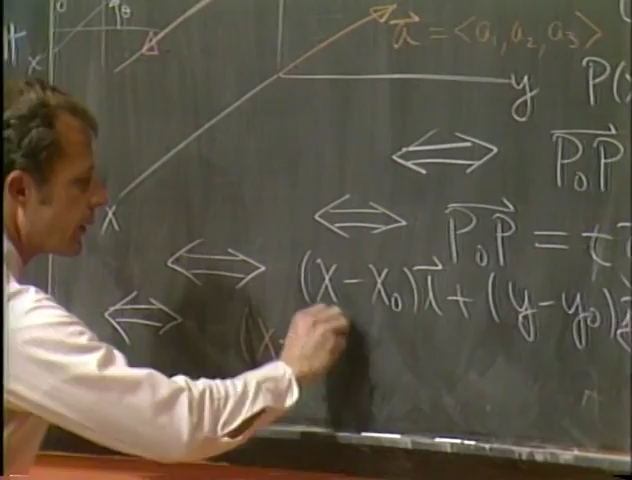 θ
x
a⃗ = <a₁, a₂, a₃>
y P(
⟺ P₀P⃗
x
⟺ P₀P⃗ = t
⟺ (x-x₀)i⃗ + (y-y₀)
⟺ (x-